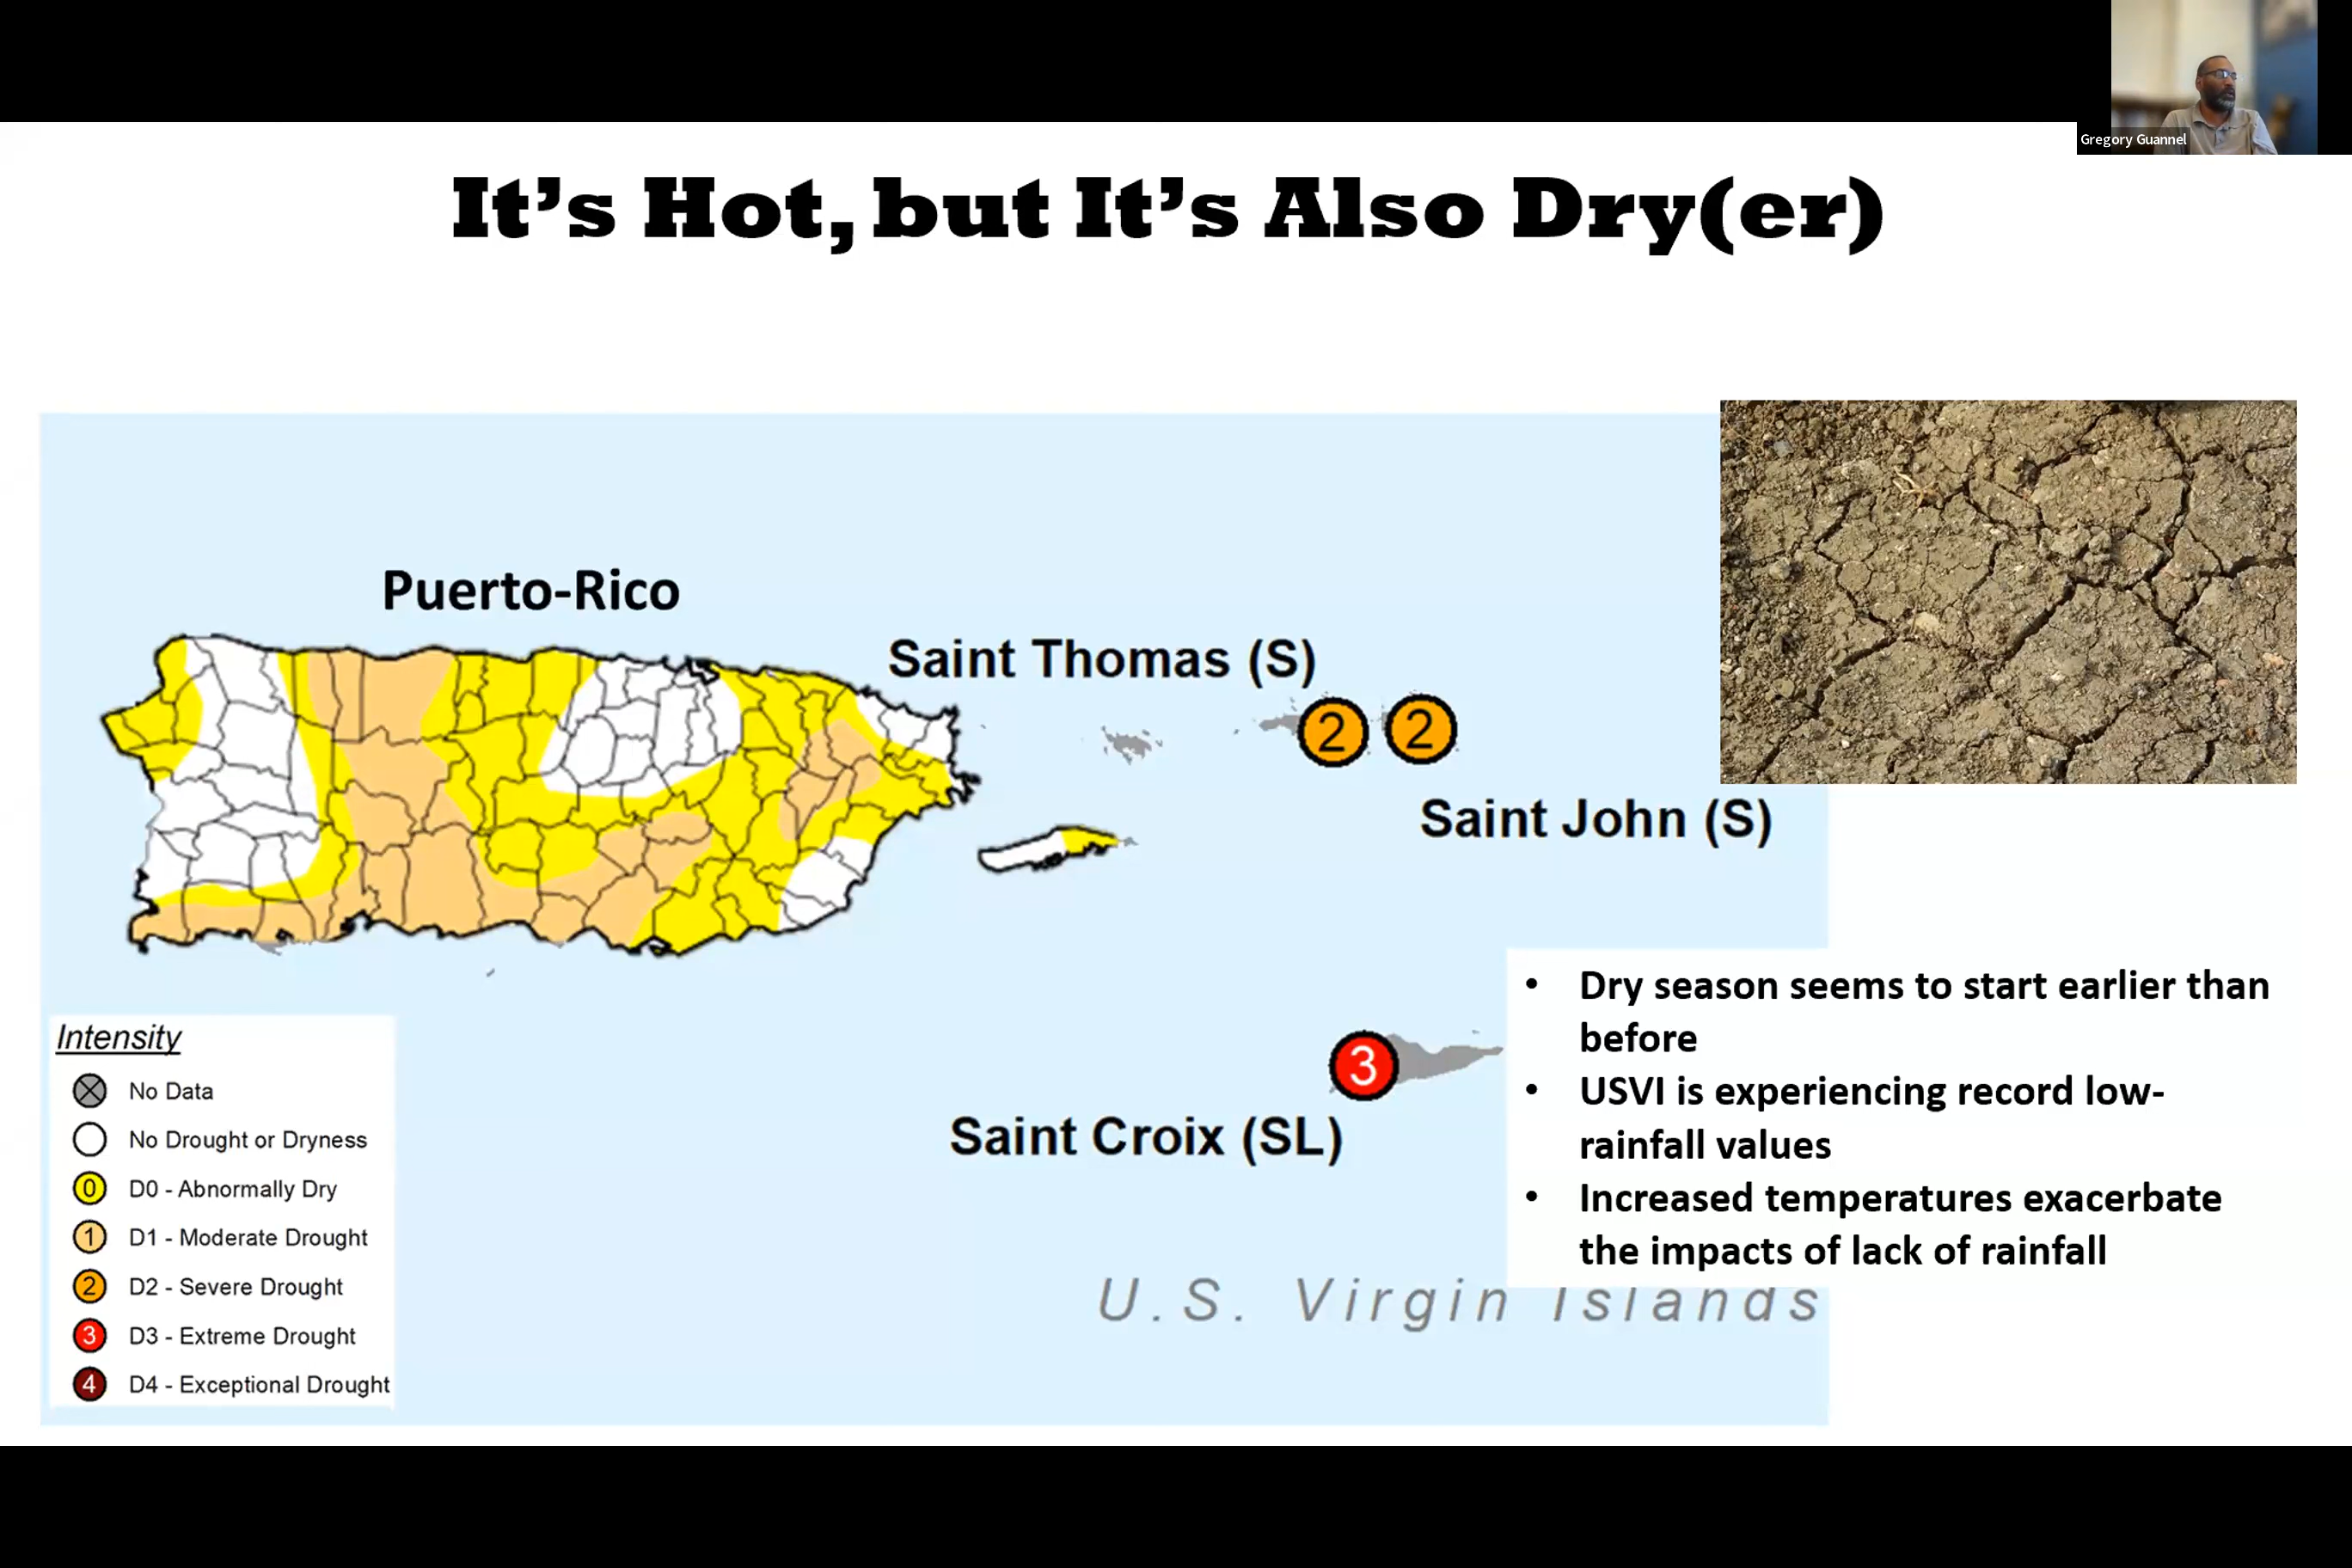 Gregory Guannel
It's Hot, but It's Also Dry(er)
Puerto-Rico
Saint Thomas (S)
2
2
Saint John (S)
3
Saint Croix (SL)
U.S. Virgin Islands
Intensity
No Data
No Drought or Dryness
0 D0 - Abnormally Dry
1 D1 - Moderate Drought
2 D2 - Severe Drought
3 D3 - Extreme Drought
4 D4 - Exceptional Drought
• Dry season seems to start earlier than
before
• USVI is experiencing record low-
rainfall values
• Increased temperatures exacerbate
the impacts of lack of rainfall